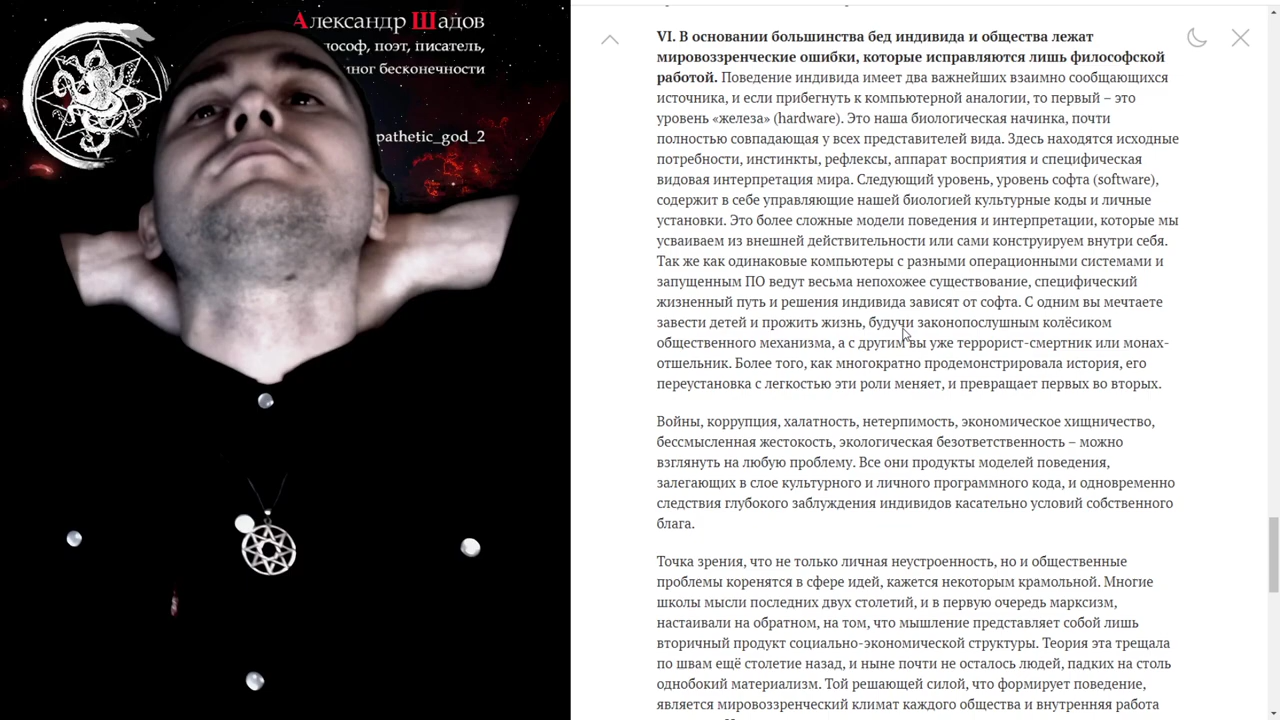 Александр Шадов
лософ, поэт, писатель,
миног бесконечности
pathetic_god_2
VI. В основании большинства бед индивида и общества лежат
мировоззренческие ошибки, которые исправляются лишь философской
работой. Поведение индивида имеет два важнейших взаимно сообщающихся
источника, и если прибегнуть к компьютерной аналогии, то первый – это
уровень «железа» (hardware). Это наша биологическая начинка, почти
полностью совпадающая у всех представителей вида. Здесь находятся исходные
потребности, инстинкты, рефлексы, аппарат восприятия и специфическая
видовая интерпретация мира. Следующий уровень, уровень софта (software),
содержит в себе управляющие нашей биологией культурные коды и личные
установки. Это более сложные модели поведения и интерпретации, которые мы
усваиваем из внешней действительности или сами конструируем внутри себя.
Так же как одинаковые компьютеры с разными операционными системами и
запущенным ПО ведут весьма непохожее существование, специфический
жизненный путь и решения индивида зависят от софта. С одним вы мечтаете
завести детей и прожить жизнь, будучи законопослушным колёсиком
общественного механизма, а с другим вы уже террорист-смертник или монах-
отшельник. Более того, как многократно продемонстрировала история, его
переустановка с легкостью эти роли меняет, и превращает первых во вторых.
Войны, коррупция, халатность, нетерпимость, экономическое хищничество,
бессмысленная жестокость, экологическая безответственность – можно
взглянуть на любую проблему. Все они продукты моделей поведения,
залегающих в слое культурного и личного программного кода, и одновременно
следствия глубокого заблуждения индивидов касательно условий собственного
блага.
Точка зрения, что не только личная неустроенность, но и общественные
проблемы коренятся в сфере идей, кажется некоторым крамольной. Многие
школы мысли последних двух столетий, и в первую очередь марксизм,
настаивали на обратном, на том, что мышление представляет собой лишь
вторичный продукт социально-экономической структуры. Теория эта трещала
по швам ещё столетие назад, и ныне почти не осталось людей, падких на столь
однобокий материализм. Той решающей силой, что формирует поведение,
является мировоззренческий климат каждого общества и внутренняя работа